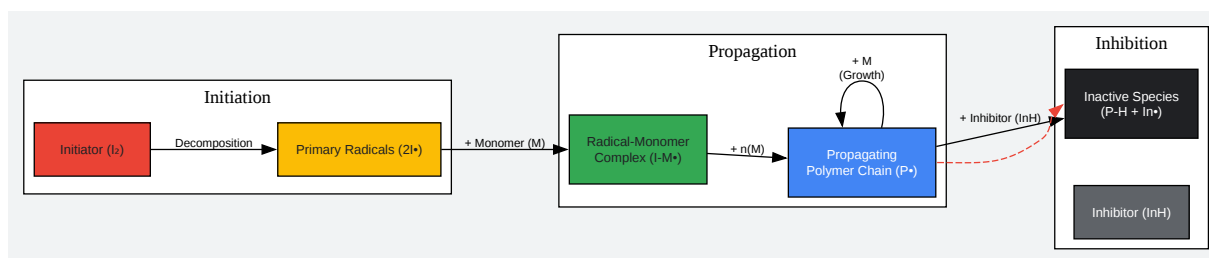 Initiation
Initiator (I₂)
Decomposition
Primary Radicals (2I•)
+ Monomer (M)
Propagation
Radical-Monomer
Complex (I-M•)
+ n(M)
+ M
(Growth)
Propagating
Polymer Chain (P•)
+ Inhibitor (InH)
Inhibition
Inactive Species
(P-H + In•)
Inhibitor (InH)